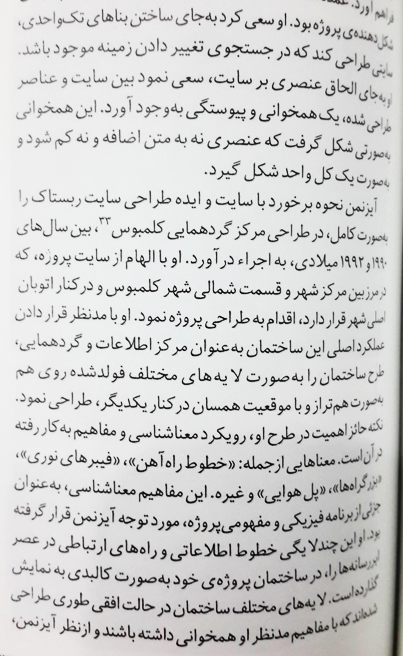 فراهم آورد.
شکل‌دهنده‌ی پروژه بود. او سعی کرد به‌جای ساختن بناهای تک‌واحدی،
سایتی طراحی کند که در جستجوی تغییر دادن زمینه موجود باشد.
او به‌جای الحاق عنصری بر سایت، سعی نمود بین سایت و عناصر
طراحی شده، یک همخوانی و پیوستگی به‌وجود آورد. این همخوانی
به‌صورتی شکل گرفت که عنصری نه به متن اضافه و نه کم شود و
به‌صورت یک کل واحد شکل گیرد.
آیزنمن نحوه برخورد با سایت و ایده طراحی سایت ربستاک را
به‌صورت کامل، در طراحی مرکز گردهمایی کلمبوس۳۳، بین سال‌های
۱۹۹۰ و ۱۹۹۲ میلادی، به اجراء درآورد. او با الهام از سایت پروژه، که
در مرز بین مرکز شهر و قسمت شمالی شهر کلمبوس و در کنار اتوبان
اصلی شهر قرار دارد، اقدام به طراحی پروژه نمود. او با مدنظر قرار دادن
عملکرد اصلی این ساختمان به‌عنوان مرکز اطلاعات و گردهمایی،
طرح ساختمان را به‌صورت لایه‌های مختلف فولدشده روی هم
به‌صورت هم‌تراز و با موقعیت همسان در کنار یکدیگر، طراحی نمود.
نکته حائز اهمیت در طرح او، رویکرد معناشناسی و مفاهیم به‌کار رفته
در آن است. معناهایی از جمله: «خطوط راه‌آهن»، «فیبرهای نوری»،
«بزرگراه‌ها»، «پل هوایی» و غیره. این مفاهیم معناشناسی، به‌عنوان
جزئی از برنامه فیزیکی و مفهومی پروژه، مورد توجه آیزنمن قرار گرفته
بود. او این چندلایگی خطوط اطلاعاتی و راه‌های ارتباطی در عصر
ابررسانه‌ها را، در ساختمان پروژه‌ی خود به‌صورت کالبدی به نمایش
گذارده است. لایه‌های مختلف ساختمان در حالت افقی طوری طراحی
شده‌اند که با مفاهیم مدنظر او همخوانی داشته باشند و از نظر آیزنمن،